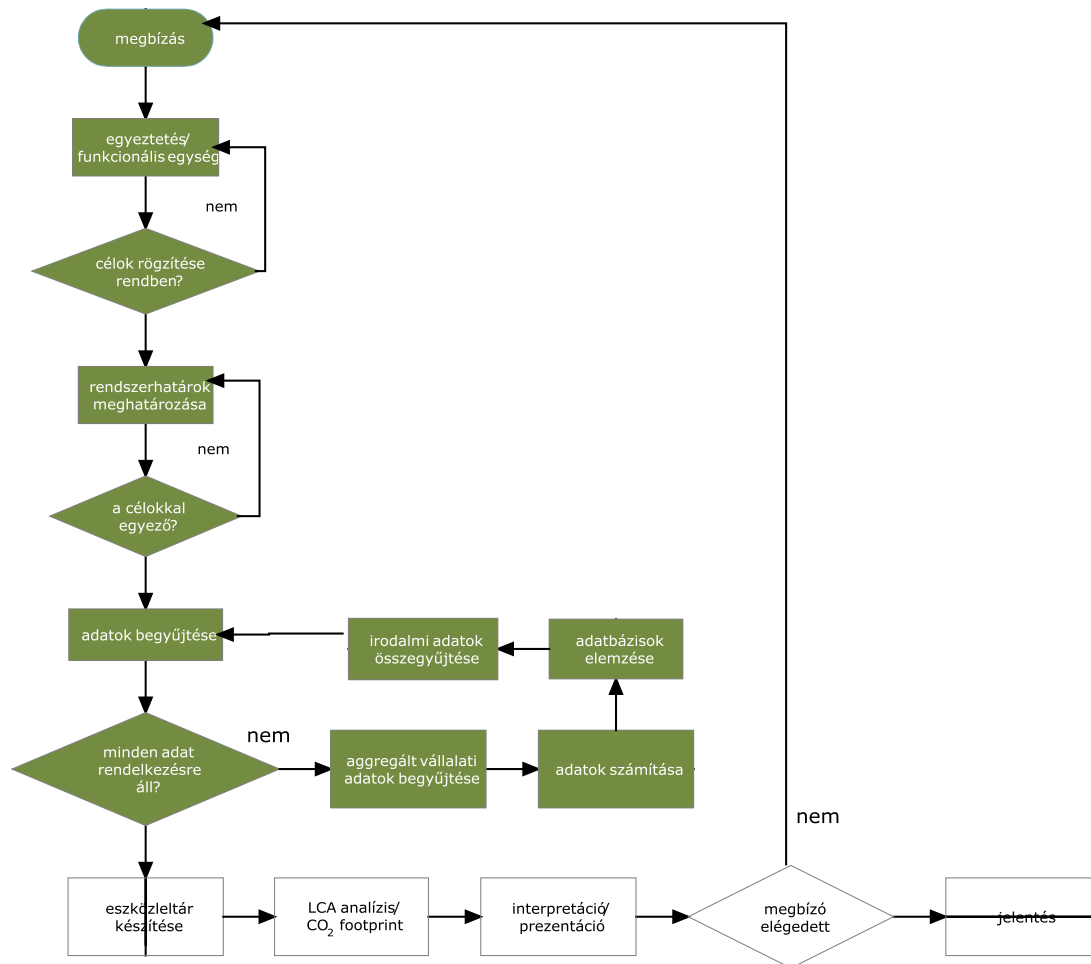 megbízás
egyeztetés/
funkcionális egység
nem
célok rögzítése
rendben?
rendszerhatárok
meghatározása
nem
a célokkal
egyező?
adatok begyűjtése
irodalmi adatok
összegyűjtése
adatbázisok
elemzése
minden adat
rendelkezésre
áll?
nem
aggregált vállalati
adatok begyűjtése
adatok számítása
nem
eszközleltár
készítése
LCA analízis/
CO2 footprint
interpretáció/
prezentáció
megbízó
elégedett
jelentés